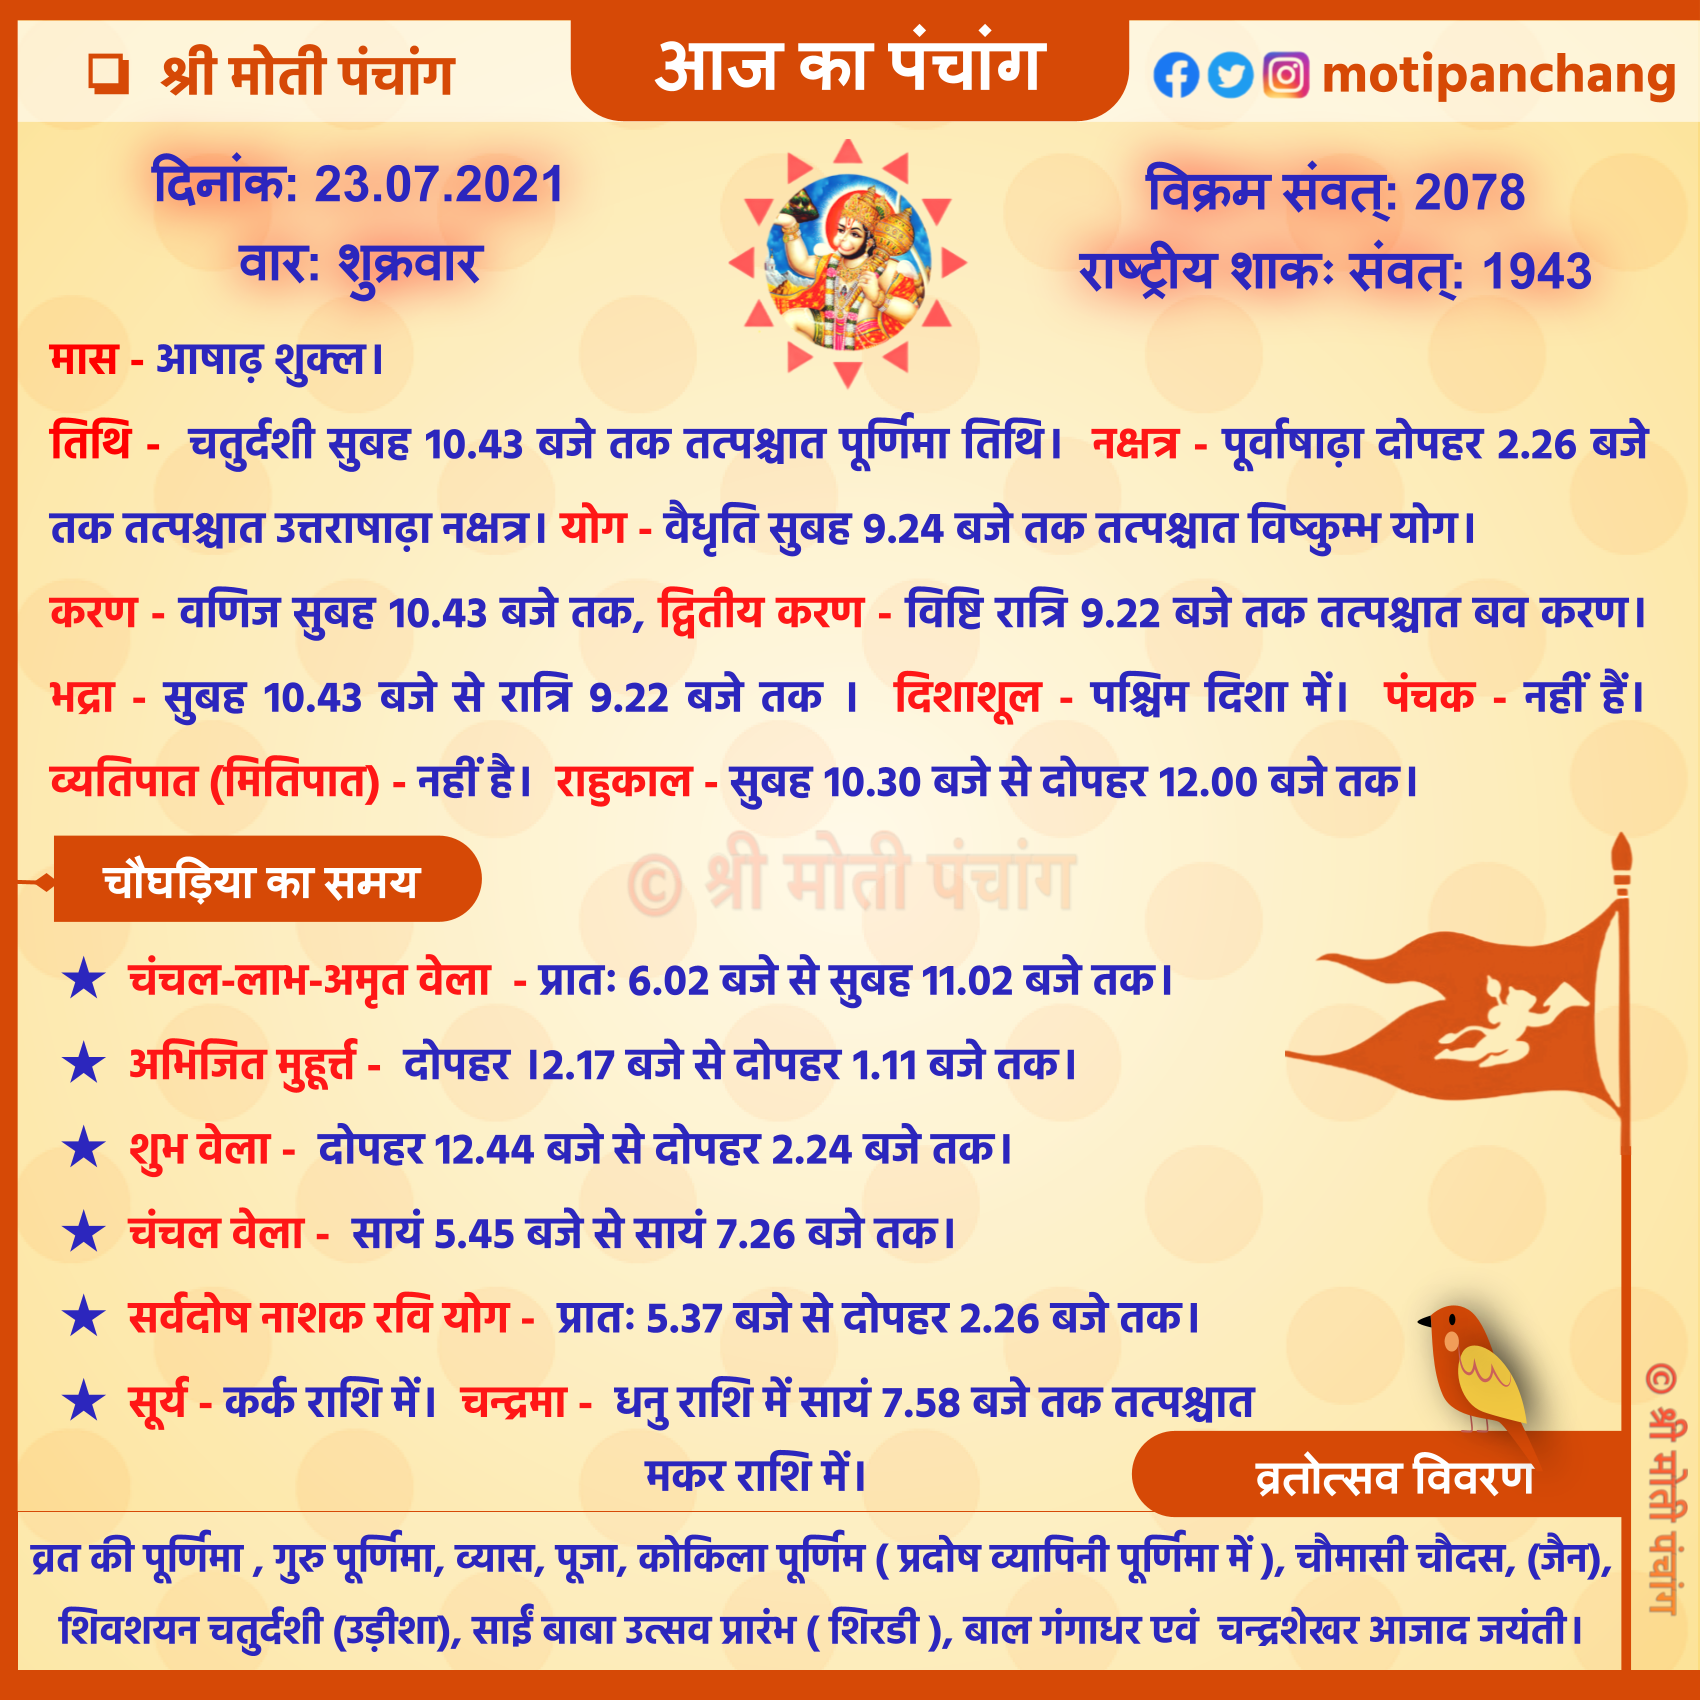 ❏ श्री मोती पंचांग
आज का पंचांग
motipanchang
दिनांक: 23.07.2021
वार: शुक्रवार
विक्रम संवत्: 2078
राष्ट्रीय शाकः संवत्: 1943
मास - आषाढ़ शुक्ल।
तिथि - चतुर्दशी सुबह 10.43 बजे तक तत्पश्चात पूर्णिमा तिथि। नक्षत्र - पूर्वाषाढ़ा दोपहर 2.26 बजे
तक तत्पश्चात उत्तराषाढ़ा नक्षत्र। योग - वैधृति सुबह 9.24 बजे तक तत्पश्चात विष्कुम्भ योग।
करण - वणिज सुबह 10.43 बजे तक, द्वितीय करण - विष्टि रात्रि 9.22 बजे तक तत्पश्चात बव करण।
भद्रा - सुबह 10.43 बजे से रात्रि 9.22 बजे तक । दिशाशूल - पश्चिम दिशा में। पंचक - नहीं हैं।
व्यतिपात (मितिपात) - नहीं है। राहुकाल - सुबह 10.30 बजे से दोपहर 12.00 बजे तक।
© श्री मोती पंचांग
चौघड़िया का समय
★ चंचल-लाभ-अमृत वेला - प्रातः 6.02 बजे से सुबह 11.02 बजे तक।
★ अभिजित मुहूर्त्त - दोपहर ।2.17 बजे से दोपहर 1.11 बजे तक।
★ शुभ वेला - दोपहर 12.44 बजे से दोपहर 2.24 बजे तक।
★ चंचल वेला - सायं 5.45 बजे से सायं 7.26 बजे तक।
★ सर्वदोष नाशक रवि योग - प्रातः 5.37 बजे से दोपहर 2.26 बजे तक।
★ सूर्य - कर्क राशि में। चन्द्रमा - धनु राशि में सायं 7.58 बजे तक तत्पश्चात
मकर राशि में।
व्रतोत्सव विवरण
व्रत की पूर्णिमा , गुरु पूर्णिमा, व्यास, पूजा, कोकिला पूर्णिम ( प्रदोष व्यापिनी पूर्णिमा में ), चौमासी चौदस, (जैन),
शिवशयन चतुर्दशी (उड़ीशा), साईं बाबा उत्सव प्रारंभ ( शिरडी ), बाल गंगाधर एवं चन्द्रशेखर आजाद जयंती।
© श्री मोती पंचांग